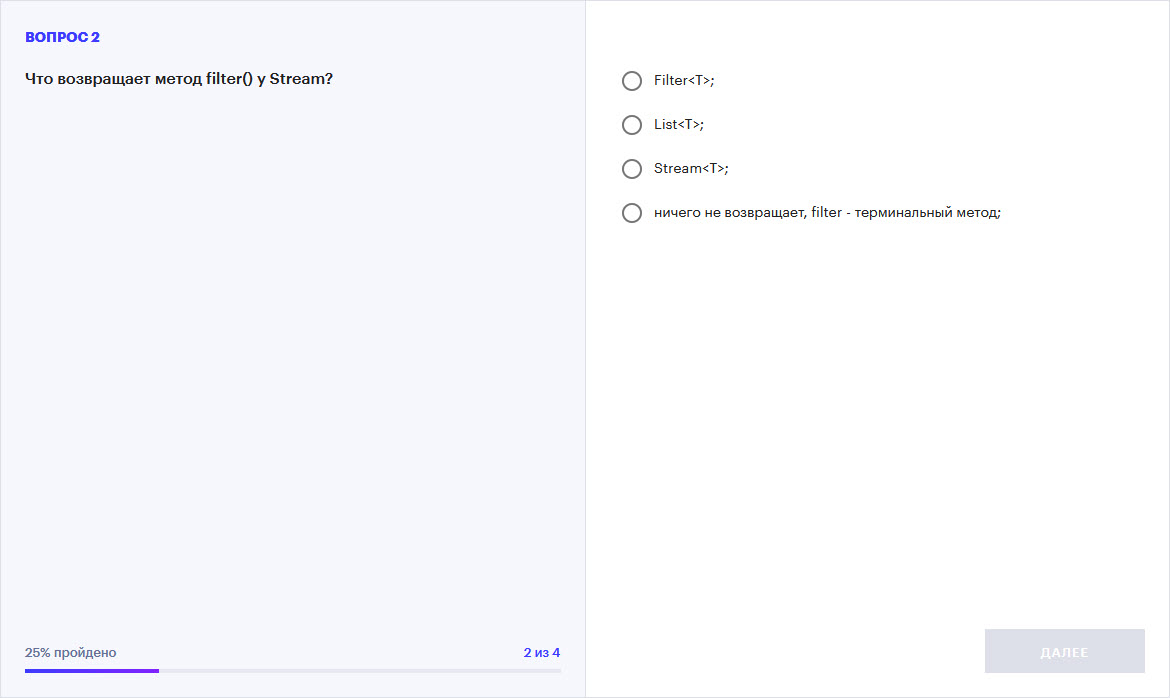 ВОПРОС 2
Что возвращает метод filter() у Stream?
Filter<T>;
List<T>;
Stream<T>;
ничего не возвращает, filter - терминальный метод;
25% пройдено
2 из 4
ДАЛЕЕ